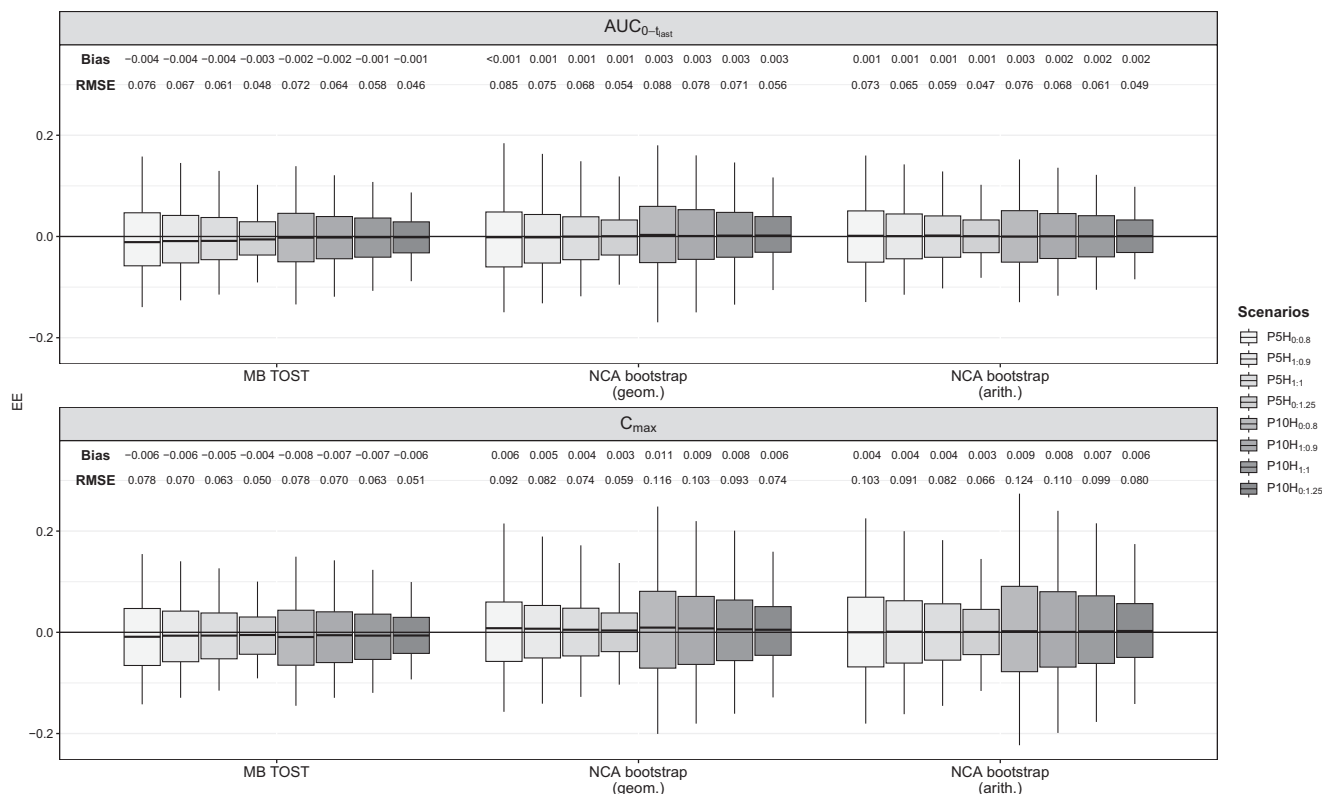 AUC0−tlast
Bias −0.004 −0.004 −0.004 −0.003 −0.002 −0.002 −0.001 −0.001 <0.001 0.001 0.001 0.001 0.003 0.003 0.003 0.003 0.001 0.001 0.001 0.001 0.003 0.002 0.002 0.002
RMSE 0.076 0.067 0.061 0.048 0.072 0.064 0.058 0.046 0.085 0.075 0.068 0.054 0.088 0.078 0.071 0.056 0.073 0.065 0.059 0.047 0.076 0.068 0.061 0.049
0.2
0.0
−0.2
MB TOST NCA bootstrap NCA bootstrap
(geom.) (arith.)
EE
Cmax
Bias −0.006 −0.006 −0.005 −0.004 −0.008 −0.007 −0.007 −0.006 0.006 0.005 0.004 0.003 0.011 0.009 0.008 0.006 0.004 0.004 0.004 0.003 0.009 0.008 0.007 0.006
RMSE 0.078 0.070 0.063 0.050 0.078 0.070 0.063 0.051 0.092 0.082 0.074 0.059 0.116 0.103 0.093 0.074 0.103 0.091 0.082 0.066 0.124 0.110 0.099 0.080
0.2
0.0
−0.2
MB TOST NCA bootstrap NCA bootstrap
(geom.) (arith.)
Scenarios
P5H0:0.8
P5H1:0.9
P5H1:1
P5H0:1.25
P10H0:0.8
P10H1:0.9
P10H1:1
P10H0:1.25